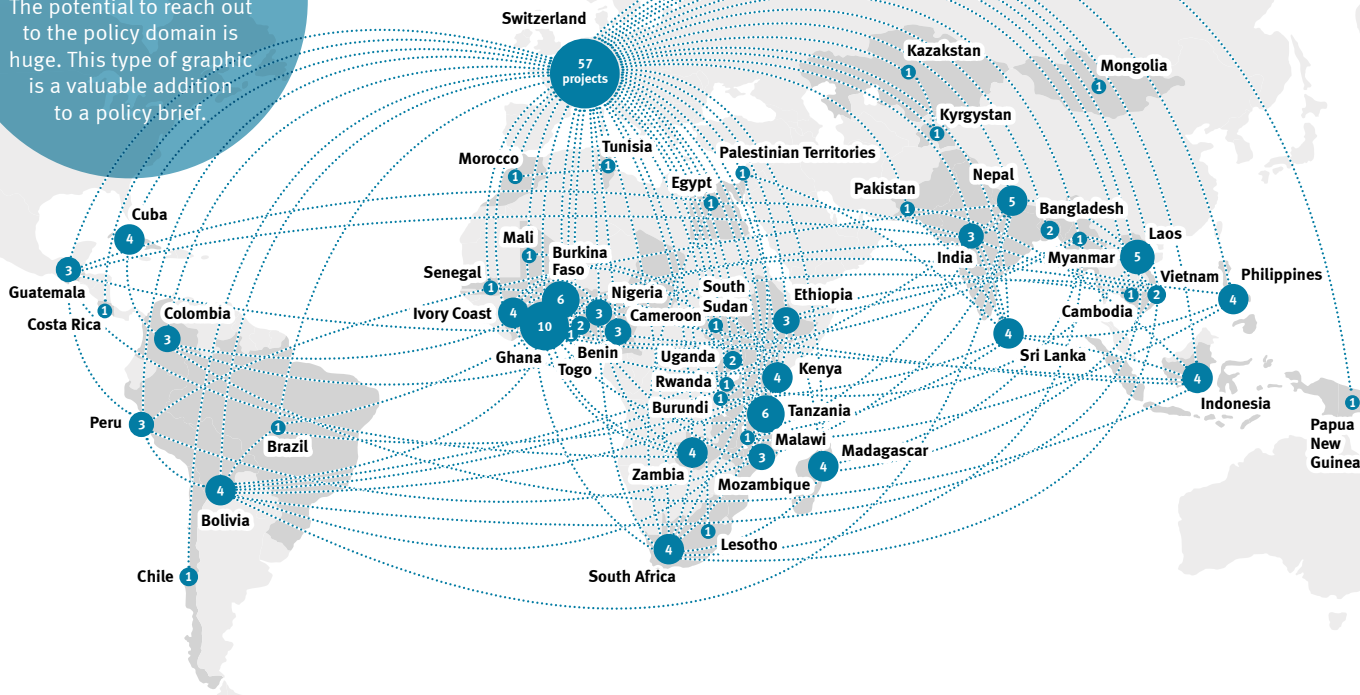 The potential to reach out
to the policy domain is
huge. This type of graphic
is a valuable addition
to a policy brief.
Switzerland
57
projects
Kazakstan
1
Mongolia
1
Kyrgystan
1
Morocco
1
Tunisia
1
Palestinian Territories
1
Egypt
1
Pakistan
1
Nepal
5
Bangladesh
2
India
3
Myanmar
1
Laos
5
Vietnam
2
Cambodia
1
Philippines
4
Cuba
4
Guatemala
3
Costa Rica
1
Colombia
3
Mali
1
Burkina
Faso
6
Senegal
1
Ivory Coast
4
Ghana
10
Togo
1
Benin
2
Nigeria
3
Cameroon
3
South
Sudan
1
Ethiopia
3
Uganda
2
Kenya
4
Rwanda
1
Burundi
1
Tanzania
6
Sri Lanka
4
Indonesia
4
Papua
New
Guinea
1
Peru
3
Brazil
1
Bolivia
4
Chile
1
Zambia
4
Malawi
1
Mozambique
3
Madagascar
4
Lesotho
1
South Africa
4